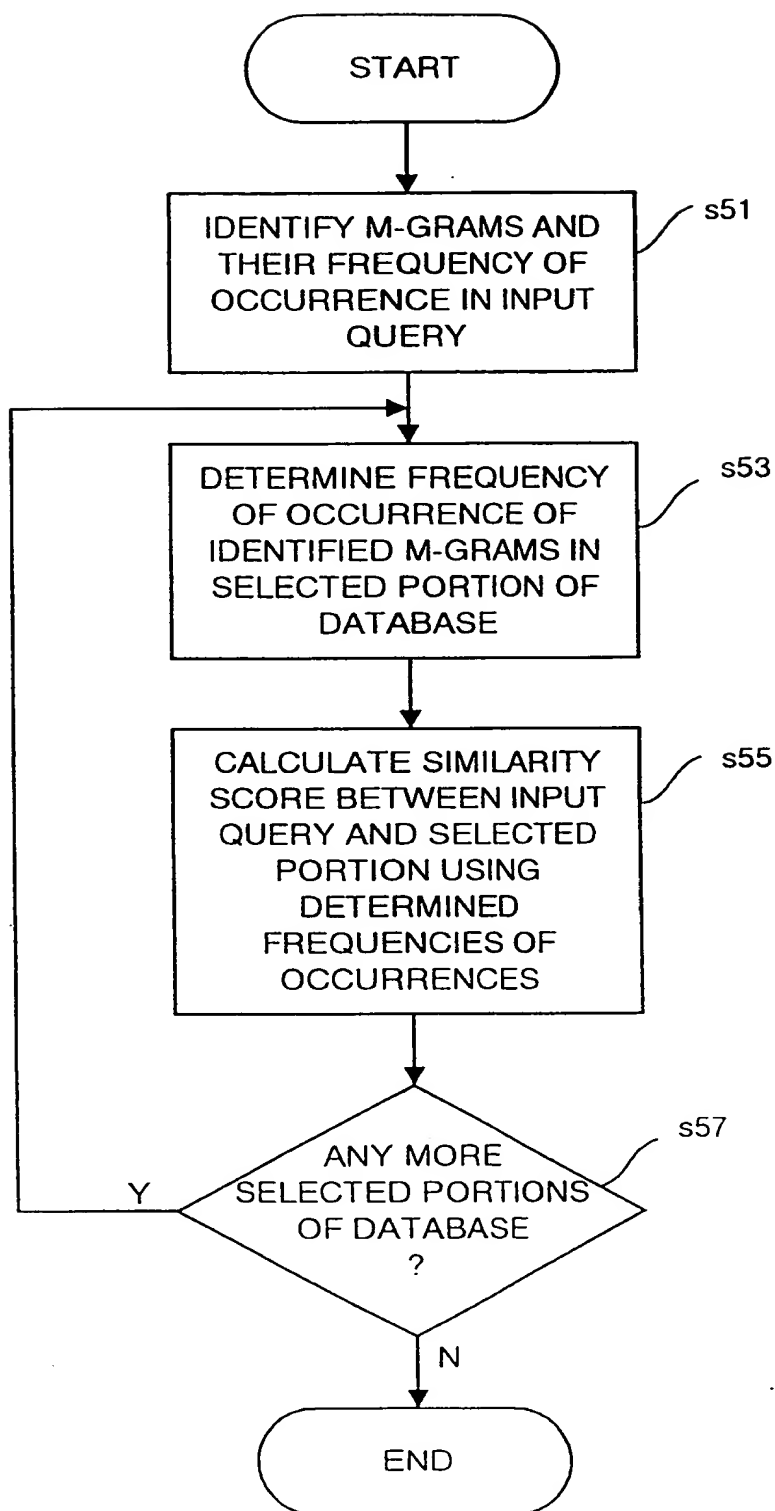 START
s51
IDENTIFY M-GRAMS AND
THEIR FREQUENCY OF
OCCURRENCE IN INPUT
QUERY
s53
DETERMINE FREQUENCY
OF OCCURRENCE OF
IDENTIFIED M-GRAMS IN
SELECTED PORTION OF
DATABASE
s55
CALCULATE SIMILARITY
SCORE BETWEEN INPUT
QUERY AND SELECTED
PORTION USING
DETERMINED
FREQUENCIES OF
OCCURRENCES
s57
ANY MORE
SELECTED PORTIONS
OF DATABASE
?
Y
N
END